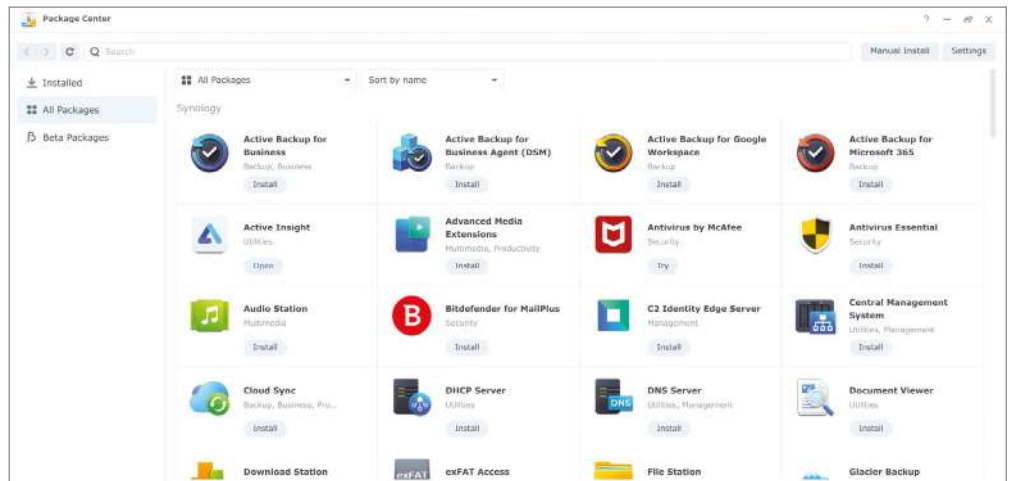 Package Center
Search
Manual Install
Settings
Installed
All Packages
Beta Packages
All Packages
Sort by name
Synology
Active Backup for
Business
Backup, Business
Install
Active Backup for
Business Agent (DSM)
Backup
Install
Active Backup for Google
Workspace
Backup
Install
Active Backup for
Microsoft 365
Backup
Install
Active Insight
Utilities
Open
Advanced Media
Extensions
Multimedia, Productivity
Install
Antivirus by McAfee
Security
Try
Antivirus Essential
Security
Install
Audio Station
Multimedia
Install
B
Bitdefender for MailPlus
Security
Install
C2 Identity Edge Server
Management
Install
Central Management
System
Utilities, Management
Install
Cloud Sync
Backup, Business, Pro...
Install
DHCP Server
Utilities
Install
DNS
DNS Server
Utilities, Management
Install
Document Viewer
Utilities
Install
Download Station
exFAT
exFAT Access
File Station
Glacier Backup